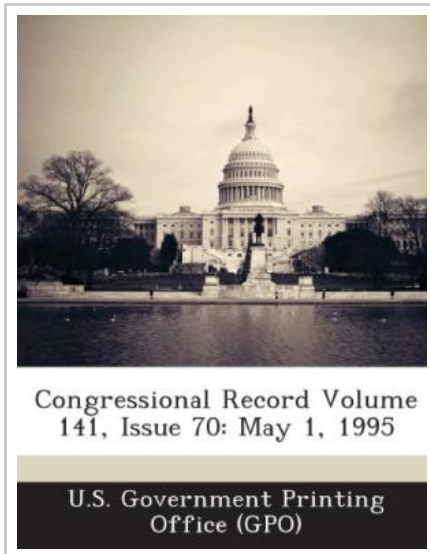 Congressional Record Volume
141, Issue 70: May 1, 1995
U.S. Government Printing
Office (GPO)